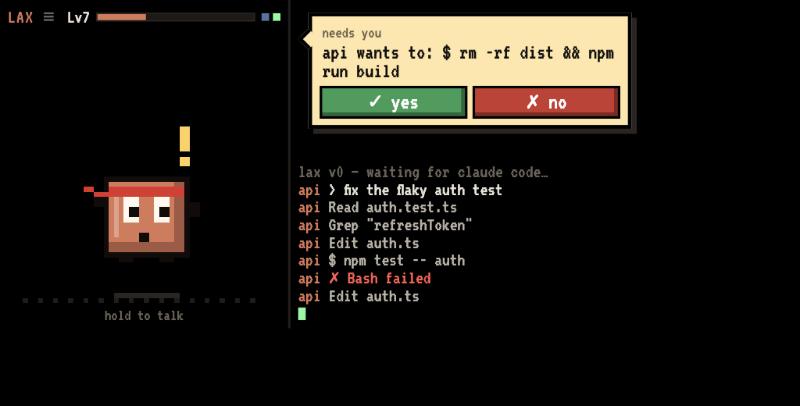 LAX ≡ Lv7
needs you
api wants to: $ rm -rf dist && npm
run build
✓ yes
✗ no
lax v0 – waiting for claude code…
api ❯ fix the flaky auth test
api Read auth.test.ts
api Grep "refreshToken"
api Edit auth.ts
api $ npm test -- auth
api ✗ Bash failed
api Edit auth.ts
hold to talk